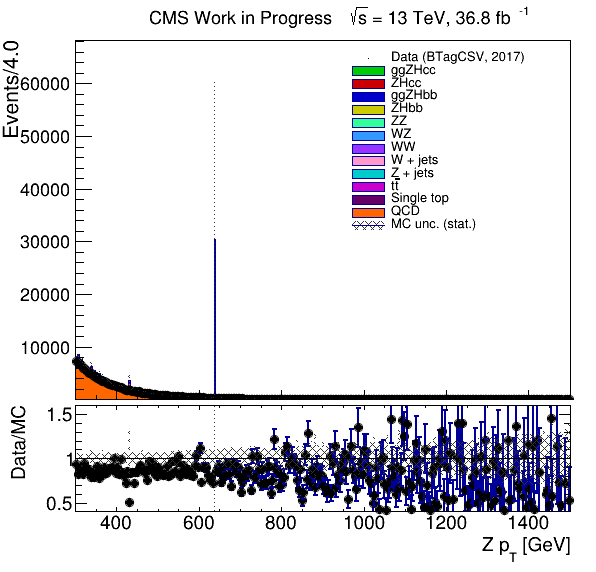 CMS Work in Progress √s = 13 TeV, 36.8 fb⁻¹
Events/4.0
60000
50000
40000
30000
20000
10000
Data (BTagCSV, 2017)
ggZHcc
ZHcc
ggZHbb
ZHbb
ZZ
WZ
WW
W + jets
Z + jets
tt̅
Single top
QCD
MC unc. (stat.)
Data/MC
1.5
1
0.5
400 600 800 1000 1200 1400
Z p_T [GeV]